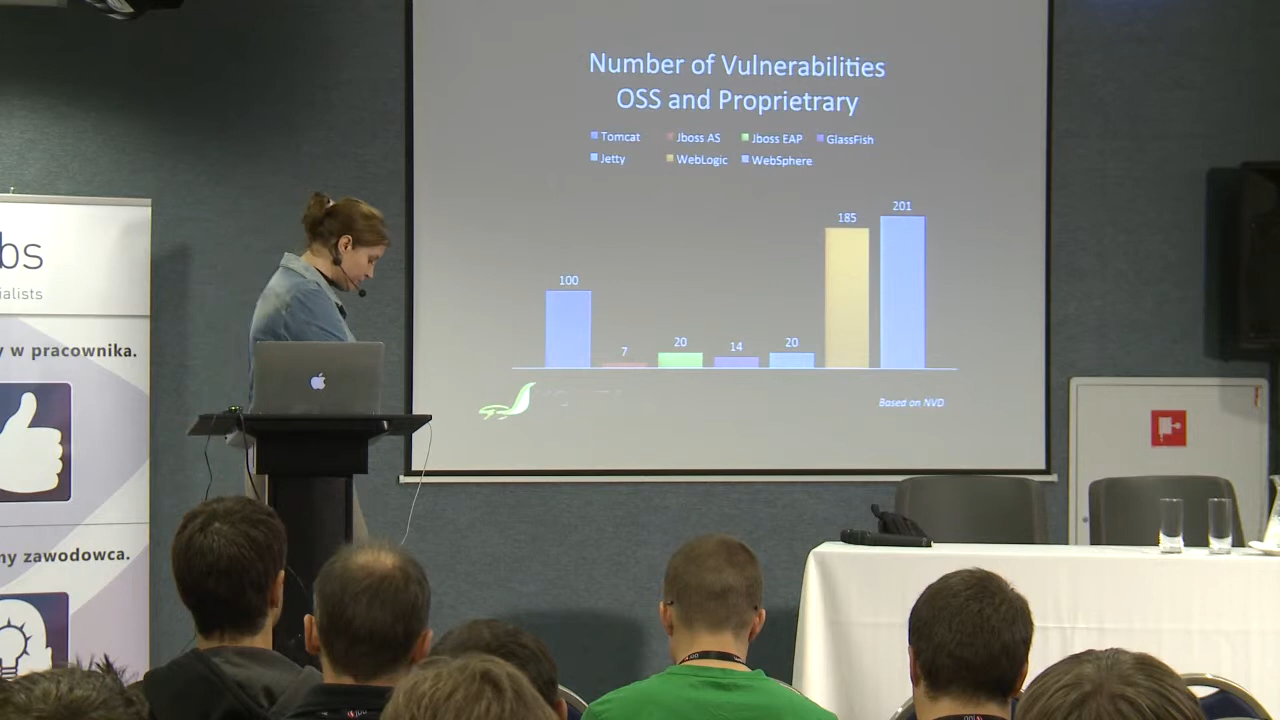 bs
ialists
y w pracownika.
ny zawodowca.
Number of Vulnerabilities
OSS and Proprietrary
Tomcat Jboss AS Jboss EAP GlassFish
Jetty WebLogic WebSphere
100
7
20
14
20
185
201
Based on NVD